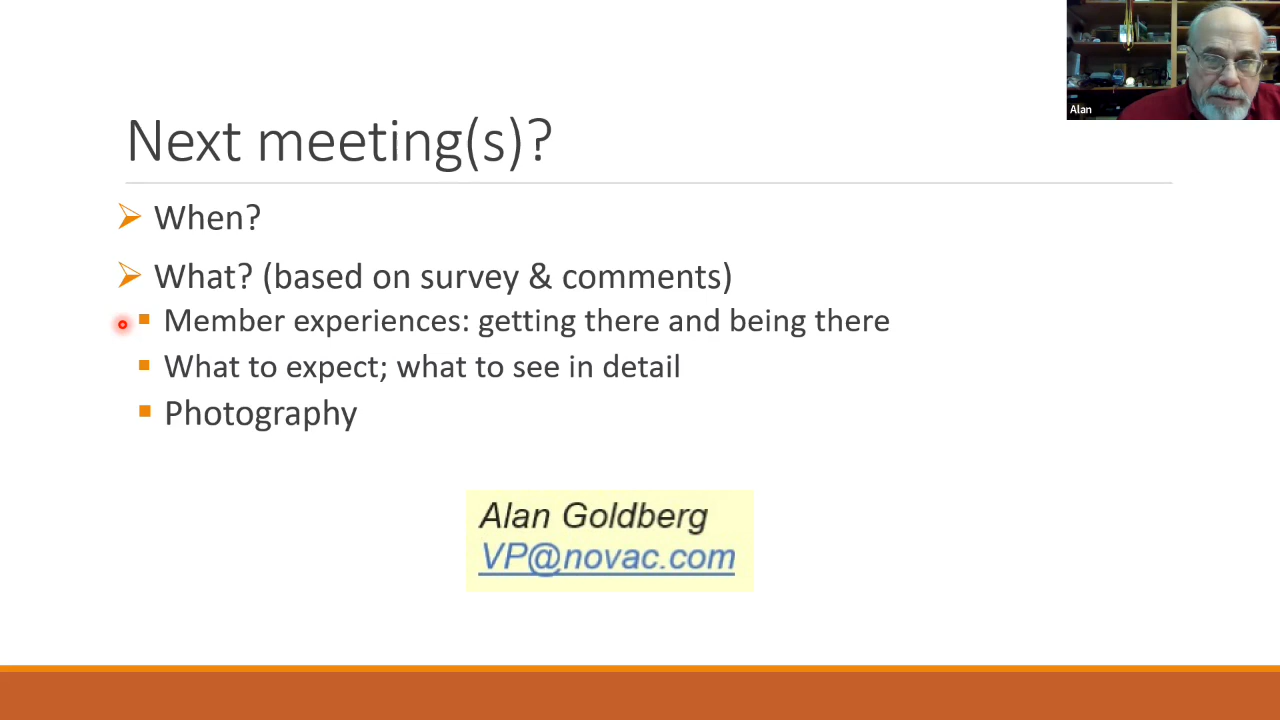 Alan
Next meeting(s)?
When?
What? (based on survey & comments)
Member experiences: getting there and being there
What to expect; what to see in detail
Photography
Alan Goldberg
VP@novac.com